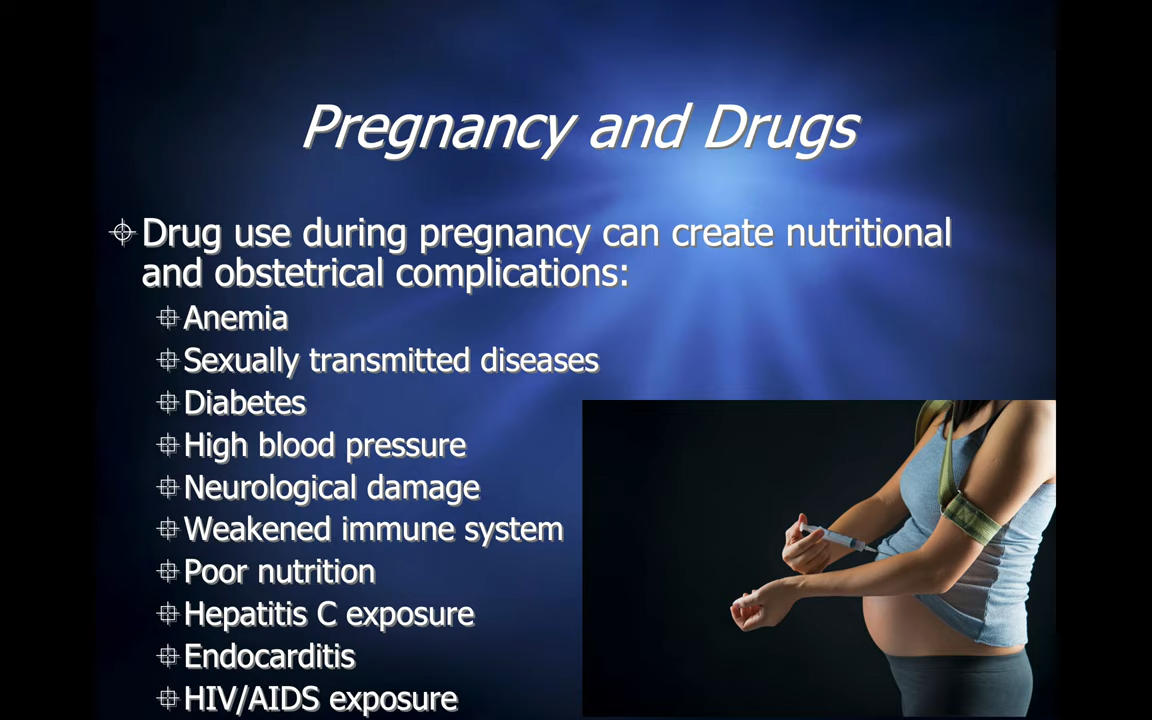 Pregnancy and Drugs
Drug use during pregnancy can create nutritional
and obstetrical complications:
Anemia
Sexually transmitted diseases
Diabetes
High blood pressure
Neurological damage
Weakened immune system
Poor nutrition
Hepatitis C exposure
Endocarditis
HIV/AIDS exposure